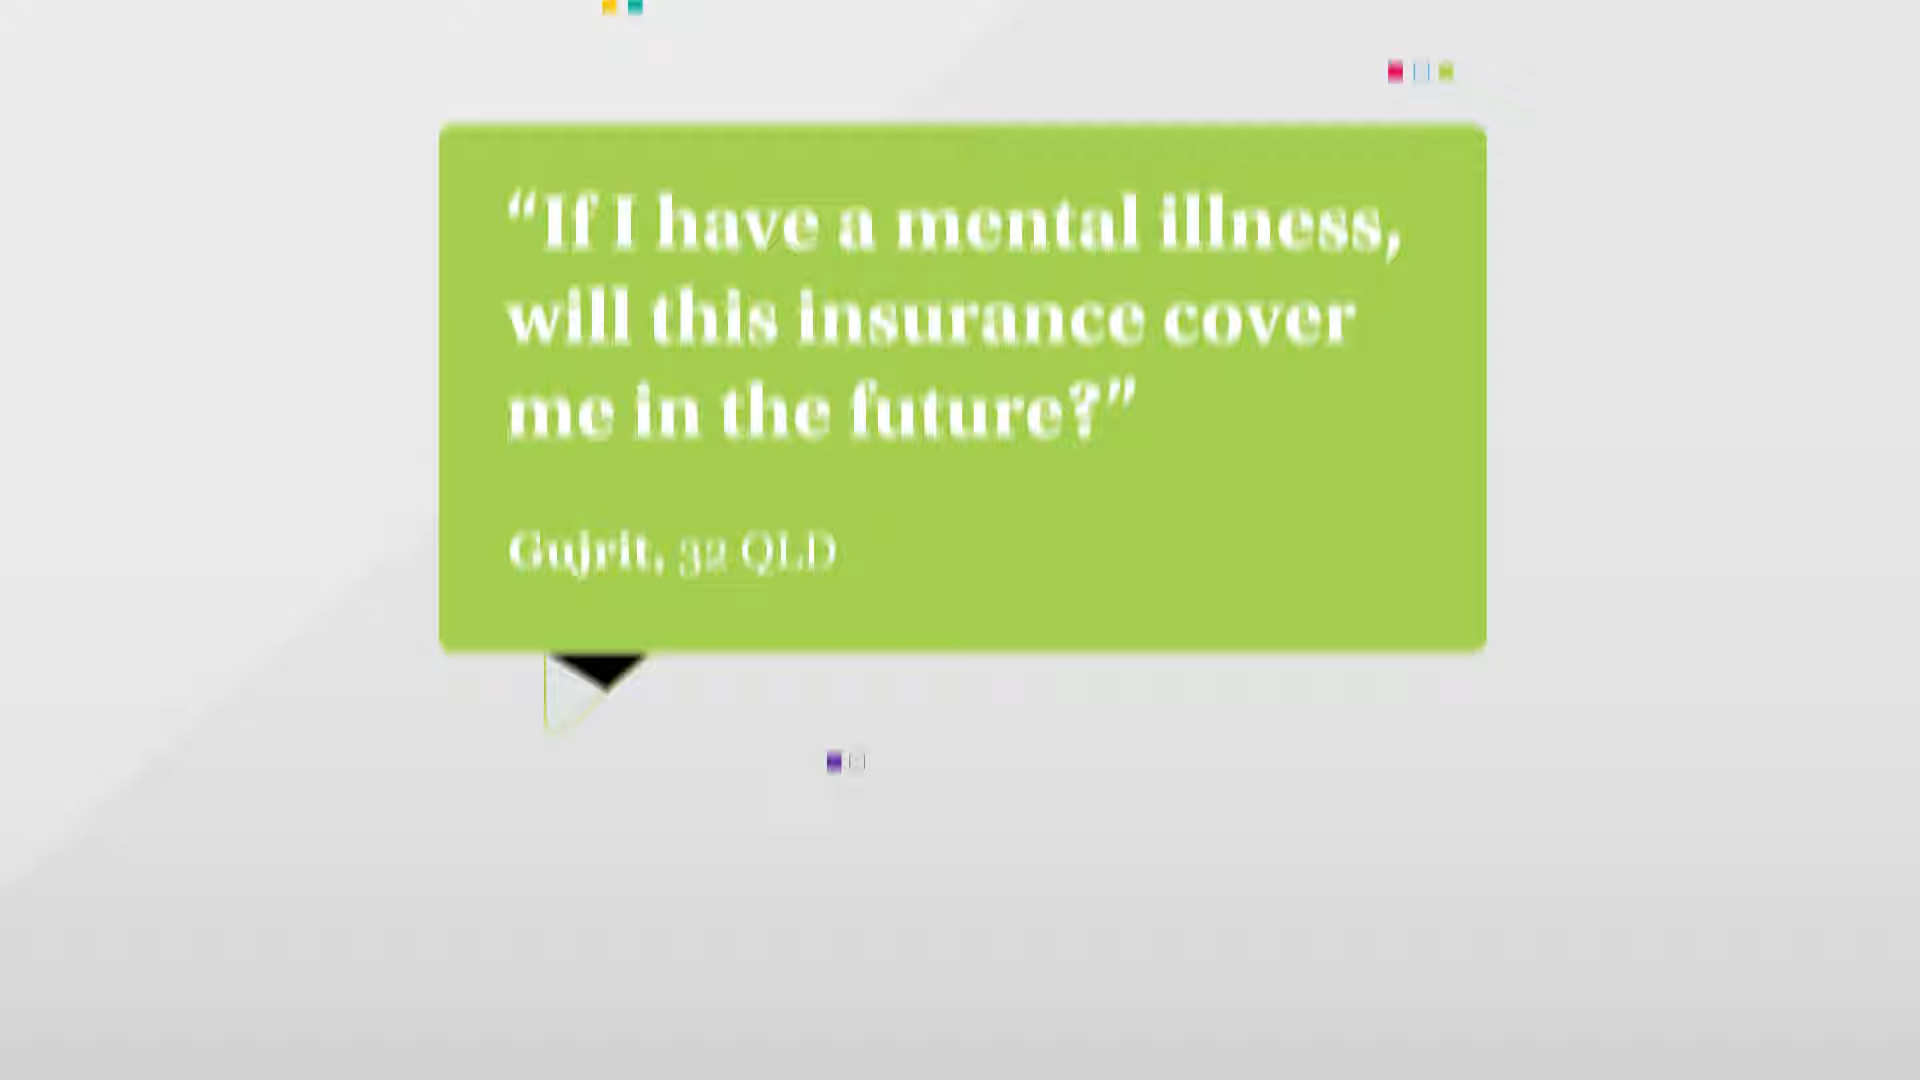 “If I have a mental illness,
will this insurance cover
me in the future?”
Gujrit, 32 QLD